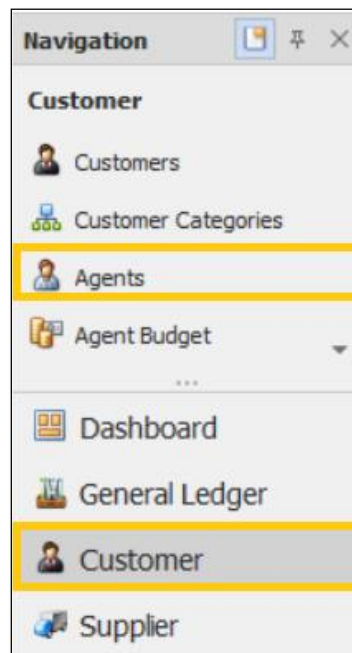 Navigation
Customer
Customers
Customer Categories
Agents
Agent Budget
Dashboard
General Ledger
Customer
Supplier